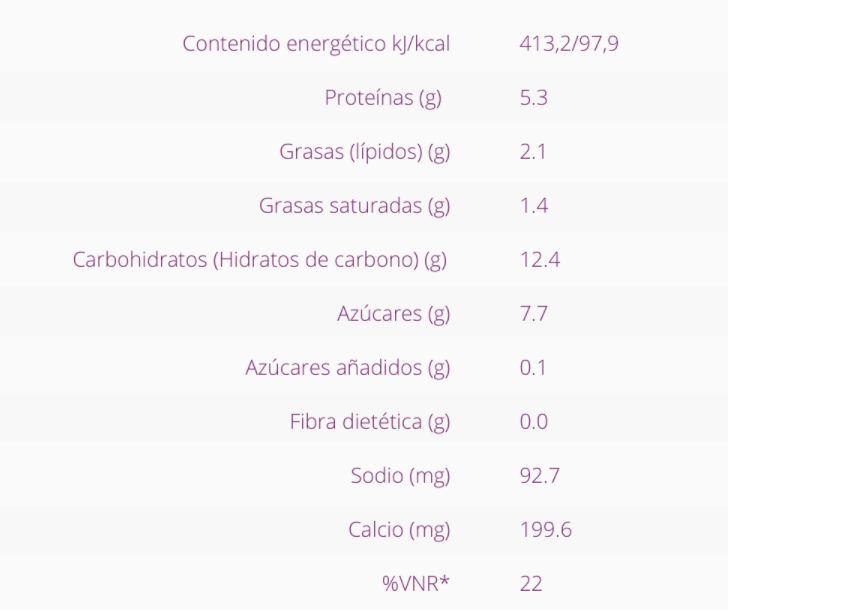 Contenido energético kJ/kcal 413,2/97,9
Proteínas (g) 5.3
Grasas (lípidos) (g) 2.1
Grasas saturadas (g) 1.4
Carbohidratos (Hidratos de carbono) (g) 12.4
Azúcares (g) 7.7
Azúcares añadidos (g) 0.1
Fibra dietética (g) 0.0
Sodio (mg) 92.7
Calcio (mg) 199.6
%VNR* 22